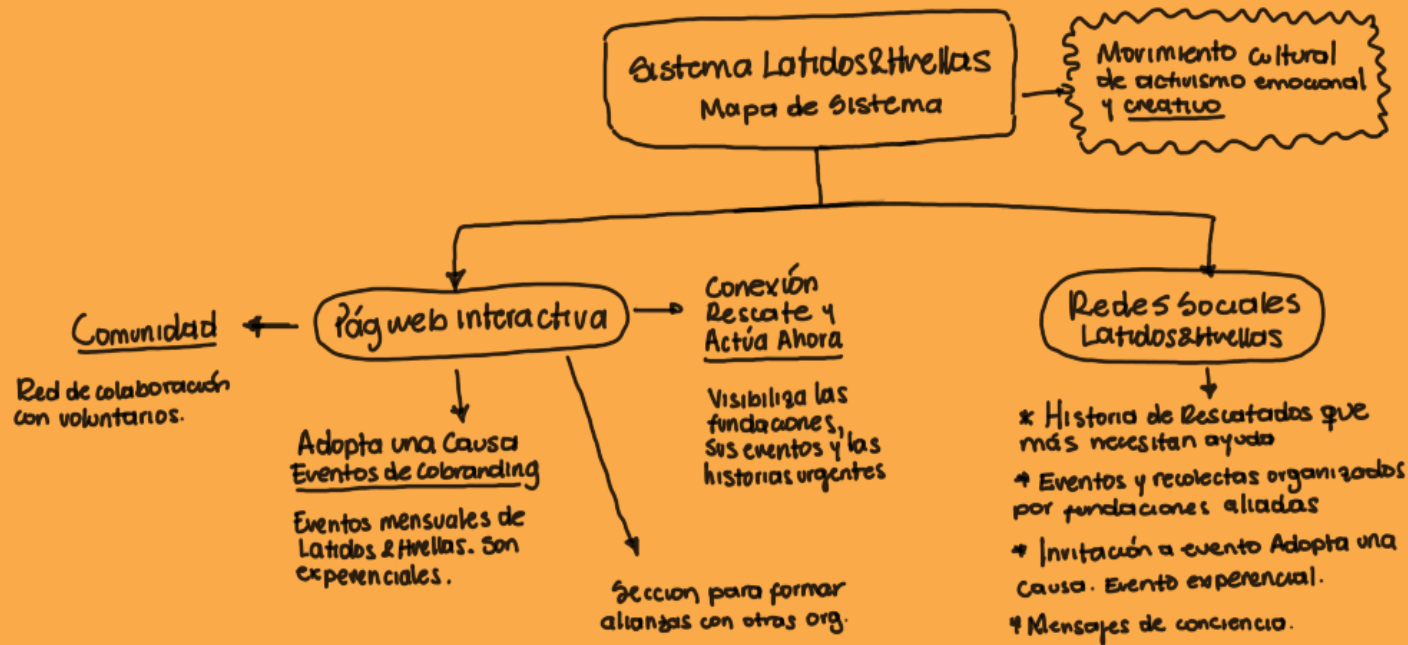 Sistema Latidos&Huellas
Mapa de Sistema
Movimiento cultural
de activismo emocional
y creativo
Comunidad
Red de colaboración
con voluntarios.
Pág web interactiva
Adopta una Causa
Eventos de Cobranding
Eventos mensuales de
Latidos & Huellas. Son
experenciales.
Seccion para formar
alianzas con otras org.
Conexión
Rescate y
Actúa Ahora
Visibiliza las
fundaciones,
sus eventos y las
historias urgentes
Redes Sociales
Latidos&Huellas
* Historia de Rescatados que
más necesitan ayuda
* Eventos y recolectas organizados
por fundaciones aliadas
* Invitación a evento Adopta una
Causa. Evento experencial.
* Mensajes de conciencia.